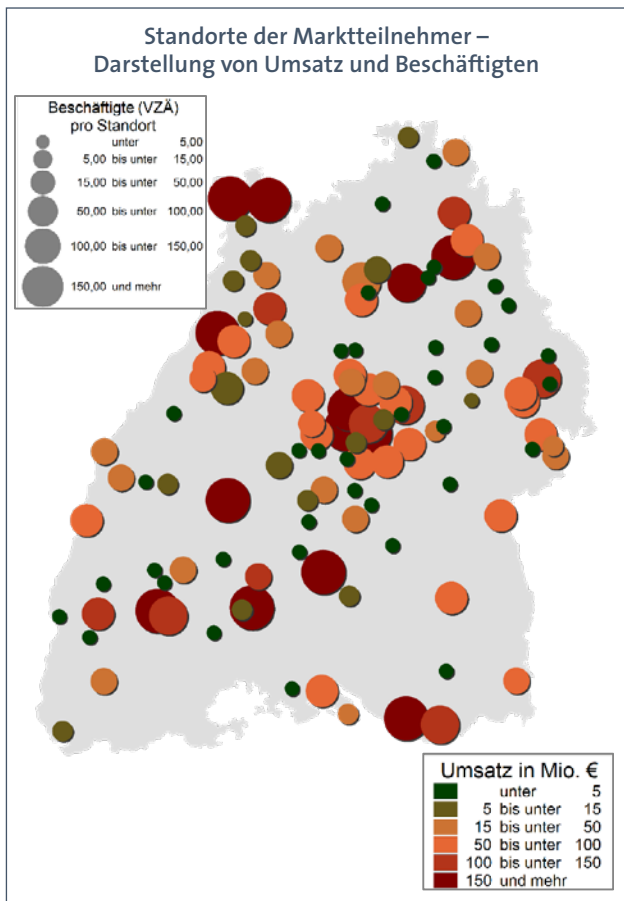 Standorte der Marktteilnehmer –
Darstellung von Umsatz und Beschäftigten
Beschäftigte (VZÄ)
pro Standort
unter 5,00
5,00 bis unter 15,00
15,00 bis unter 50,00
50,00 bis unter 100,00
100,00 bis unter 150,00
150,00 und mehr
Umsatz in Mio. €
unter 5
5 bis unter 15
15 bis unter 50
50 bis unter 100
100 bis unter 150
150 und mehr